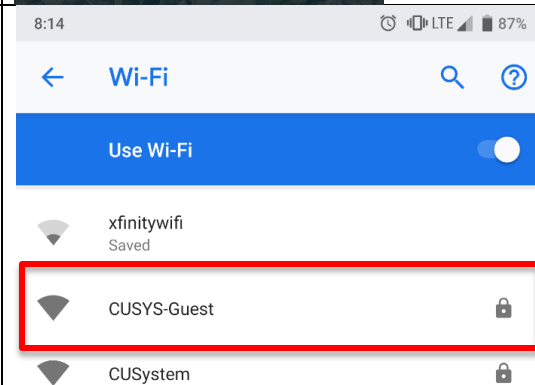 8:14 LTE 87%
Wi-Fi ?
Use Wi-Fi
xfinitywifi
Saved
CUSYS-Guest
CUSystem